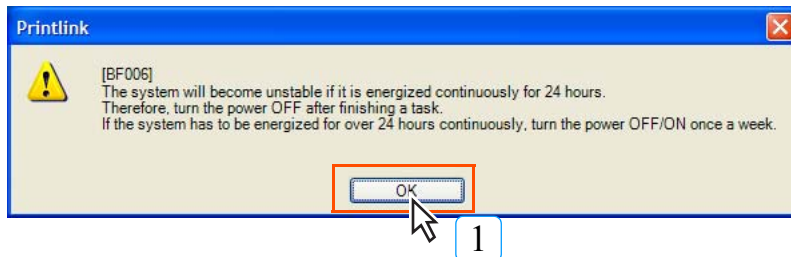 Printlink
[BF006]
The system will become unstable if it is energized continuously for 24 hours.
Therefore, turn the power OFF after finishing a task.
If the system has to be energized for over 24 hours continuously, turn the power OFF/ON once a week.
OK
1